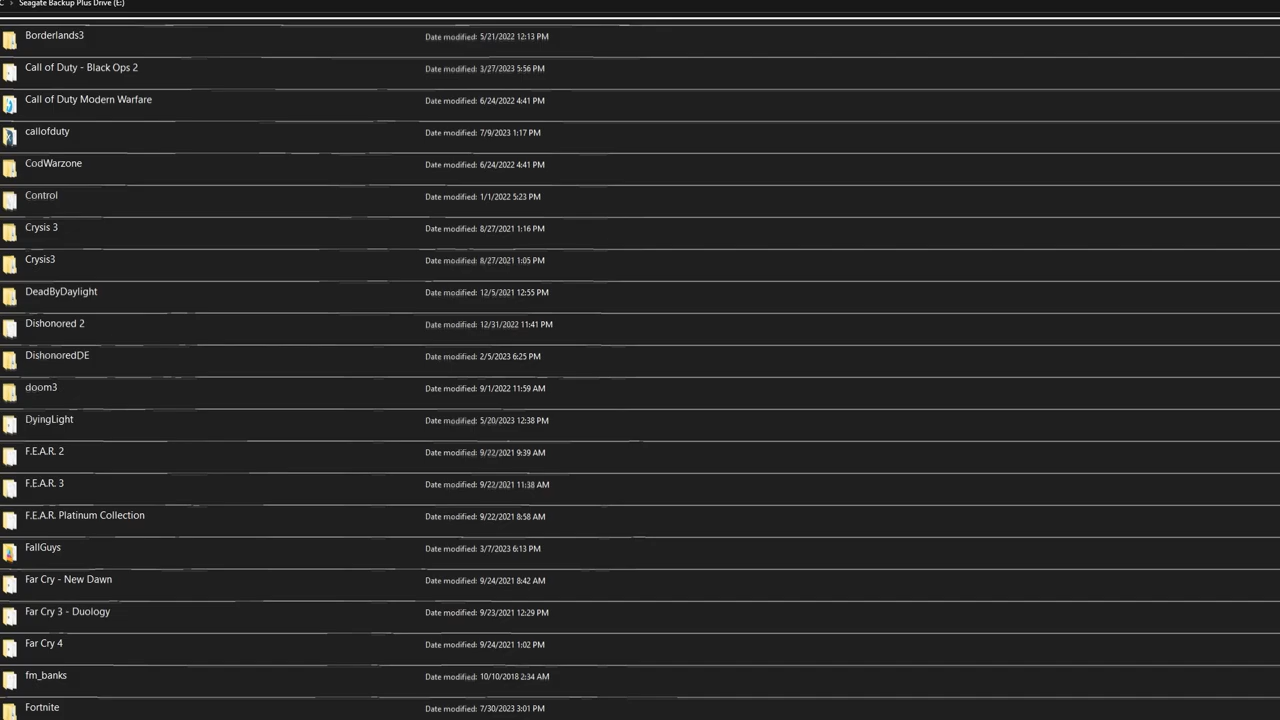 Seagate Backup Plus Drive (E:)
Borderlands3 Date modified: 5/21/2022 12:13 PM
Call of Duty - Black Ops 2 Date modified: 3/27/2023 5:56 PM
Call of Duty Modern Warfare Date modified: 6/24/2022 4:41 PM
callofduty Date modified: 7/9/2023 1:17 PM
CodWarzone Date modified: 6/24/2022 4:41 PM
Control Date modified: 1/1/2022 5:23 PM
Crysis 3 Date modified: 8/27/2021 1:16 PM
Crysis3 Date modified: 8/27/2021 1:05 PM
DeadByDaylight Date modified: 12/5/2021 12:55 PM
Dishonored 2 Date modified: 12/31/2022 11:41 PM
DishonoredDE Date modified: 2/5/2023 6:25 PM
doom3 Date modified: 9/1/2022 11:59 AM
DyingLight Date modified: 5/20/2023 12:38 PM
F.E.A.R. 2 Date modified: 9/22/2021 9:39 AM
F.E.A.R. 3 Date modified: 9/22/2021 11:38 AM
F.E.A.R. Platinum Collection Date modified: 9/22/2021 8:58 AM
FallGuys Date modified: 3/7/2023 6:13 PM
Far Cry - New Dawn Date modified: 9/24/2021 8:42 AM
Far Cry 3 - Duology Date modified: 9/23/2021 12:29 PM
Far Cry 4 Date modified: 9/24/2021 1:02 PM
fm_banks Date modified: 10/10/2018 2:34 AM
Fortnite Date modified: 7/30/2023 3:01 PM